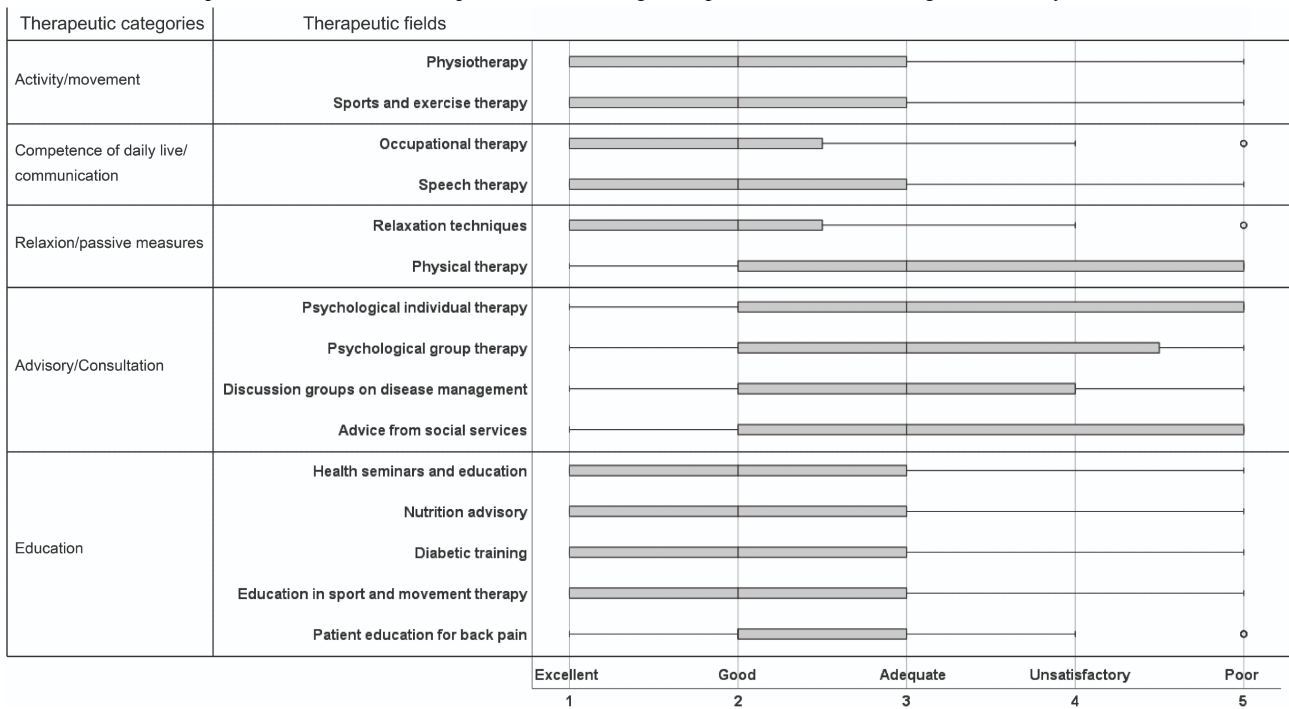 Therapeutic categories Therapeutic fields
Activity/movement
Physiotherapy
Sports and exercise therapy
Competence of daily live/
communication
Occupational therapy
Speech therapy
Relaxion/passive measures
Relaxation techniques
Physical therapy
Advisory/Consultation
Psychological individual therapy
Psychological group therapy
Discussion groups on disease management
Advice from social services
Education
Health seminars and education
Nutrition advisory
Diabetic training
Education in sport and movement therapy
Patient education for back pain
Excellent Good Adequate Unsatisfactory Poor
1 2 3 4 5